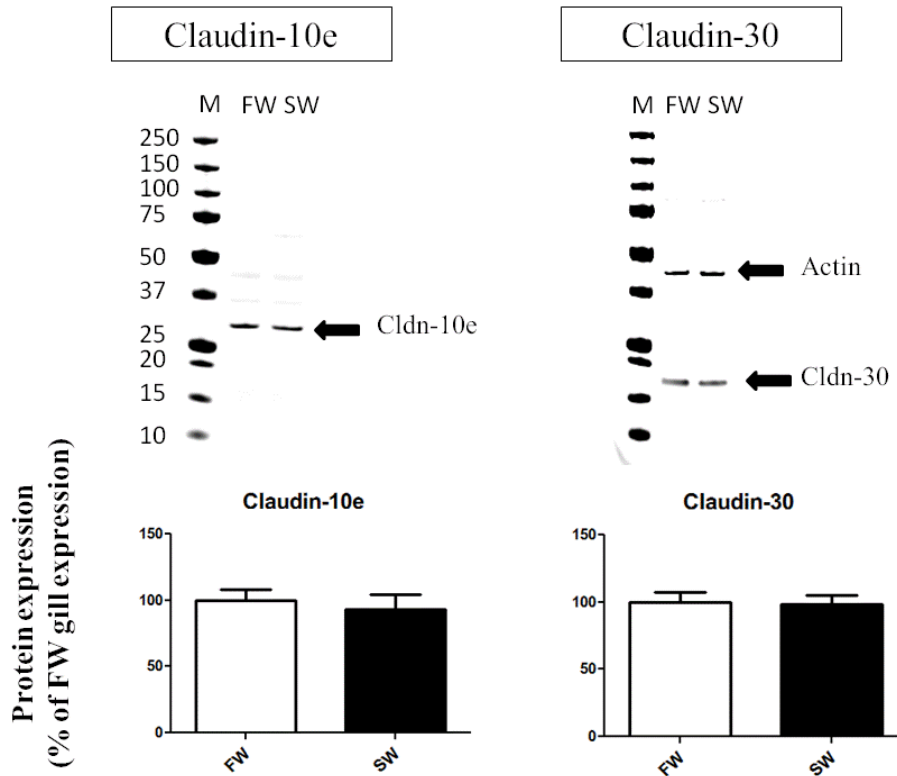 Claudin-10e
Claudin-30
M FW SW
250
150
100
75
50
37
25
20
15
10
Cldn-10e
M FW SW
Actin
Cldn-30
Protein expression
(% of FW gill expression)
Claudin-10e
150
100
50
0
FW
SW
Claudin-30
150
100
50
0
FW
SW